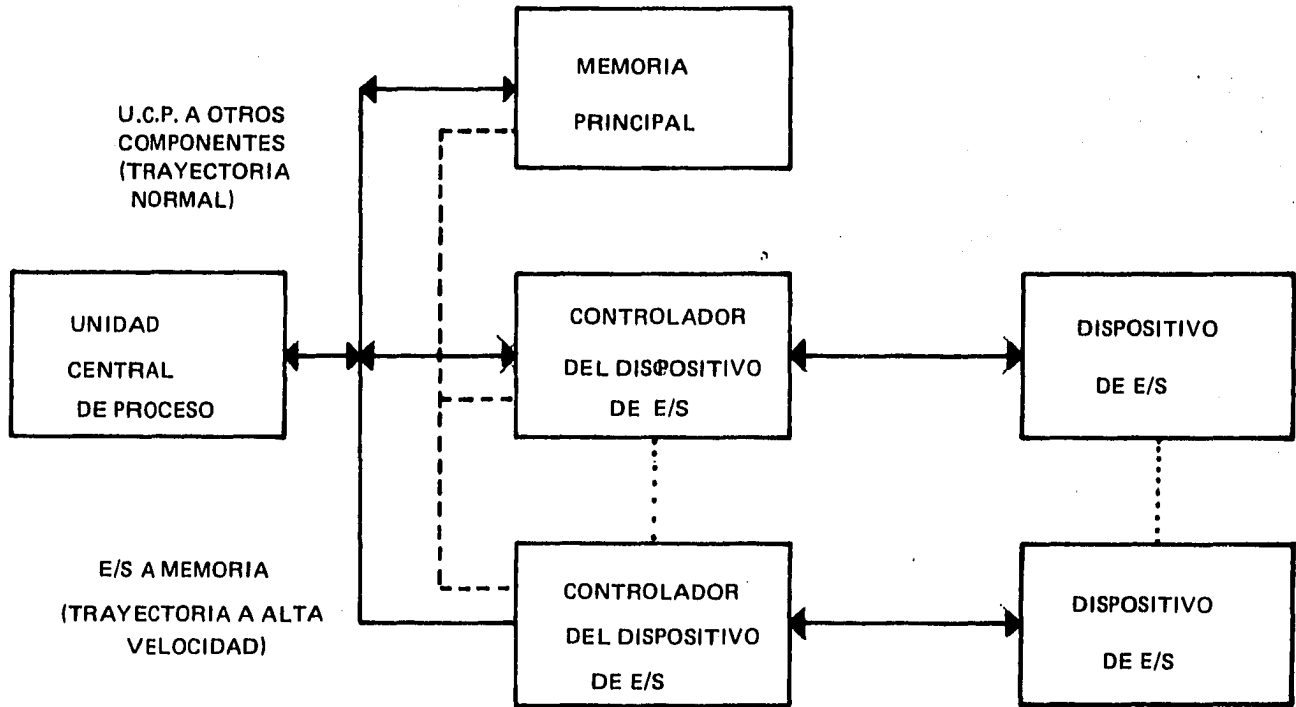 U.C.P. A OTROS
COMPONENTES
(TRAYECTORIA
NORMAL)
MEMORIA
PRINCIPAL
UNIDAD
CENTRAL
DE PROCESO
CONTROLADOR
DEL DISPOSITIVO
DE E/S
DISPOSITIVO
DE E/S
E/S A MEMORIA
(TRAYECTORIA A ALTA
VELOCIDAD)
CONTROLADOR
DEL DISPOSITIVO
DE E/S
DISPOSITIVO
DE E/S